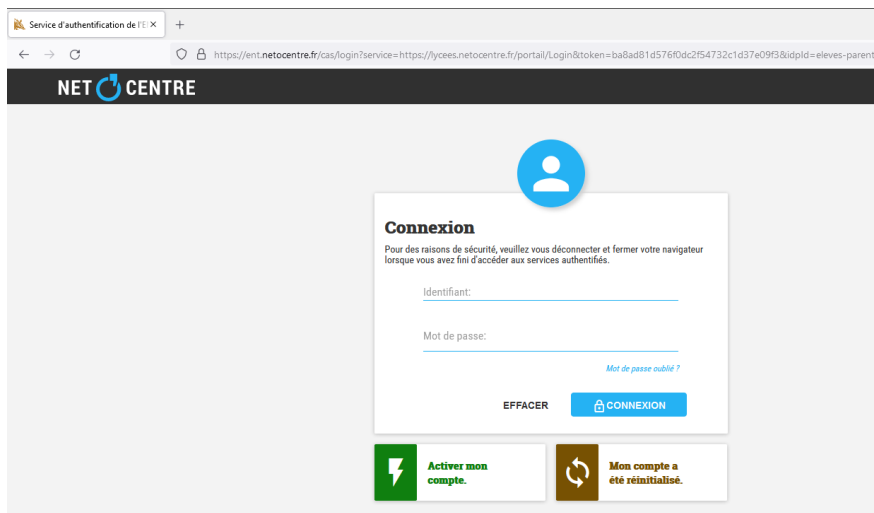 Service d'authentification de l'E
https://ent.netocentre.fr/cas/login?service=https://lycees.netocentre.fr/portail/Login&token=ba8ad81d576f0dc2f54732c1d37e09f3&idpId=eleves-parent
NET CENTRE
Connexion
Pour des raisons de sécurité, veuillez vous déconnecter et fermer votre navigateur
lorsque vous avez fini d'accéder aux services authentifiés.
Identifiant:
Mot de passe:
Mot de passe oublié ?
EFFACER CONNEXION
Activer mon
compte.
Mon compte a
été réinitialisé.